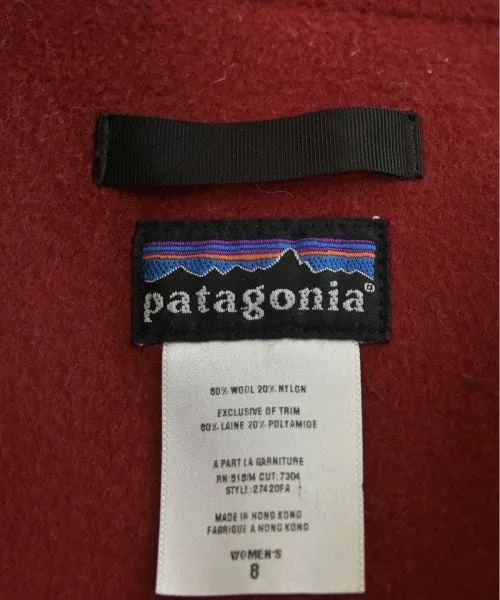 patagonia®
80% WOOL 20% NYLON
EXCLUSIVE OF TRIM
80% LAINE 20% POLYAMIDE
A PART LA GARNITURE
RN:51884 CUT:7304
STYLE:27420FA
MADE IN HONG KONG
FABRIQUE A HONG KONG
WOMEN'S
8